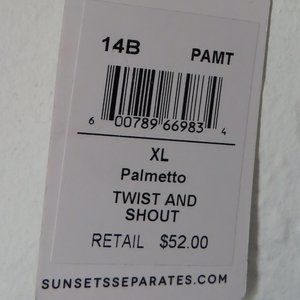 14B PAMT
6 00789 66983 4
XL
Palmetto
TWIST AND
SHOUT
RETAIL $52.00
SUNSETSSEPARATES.COM